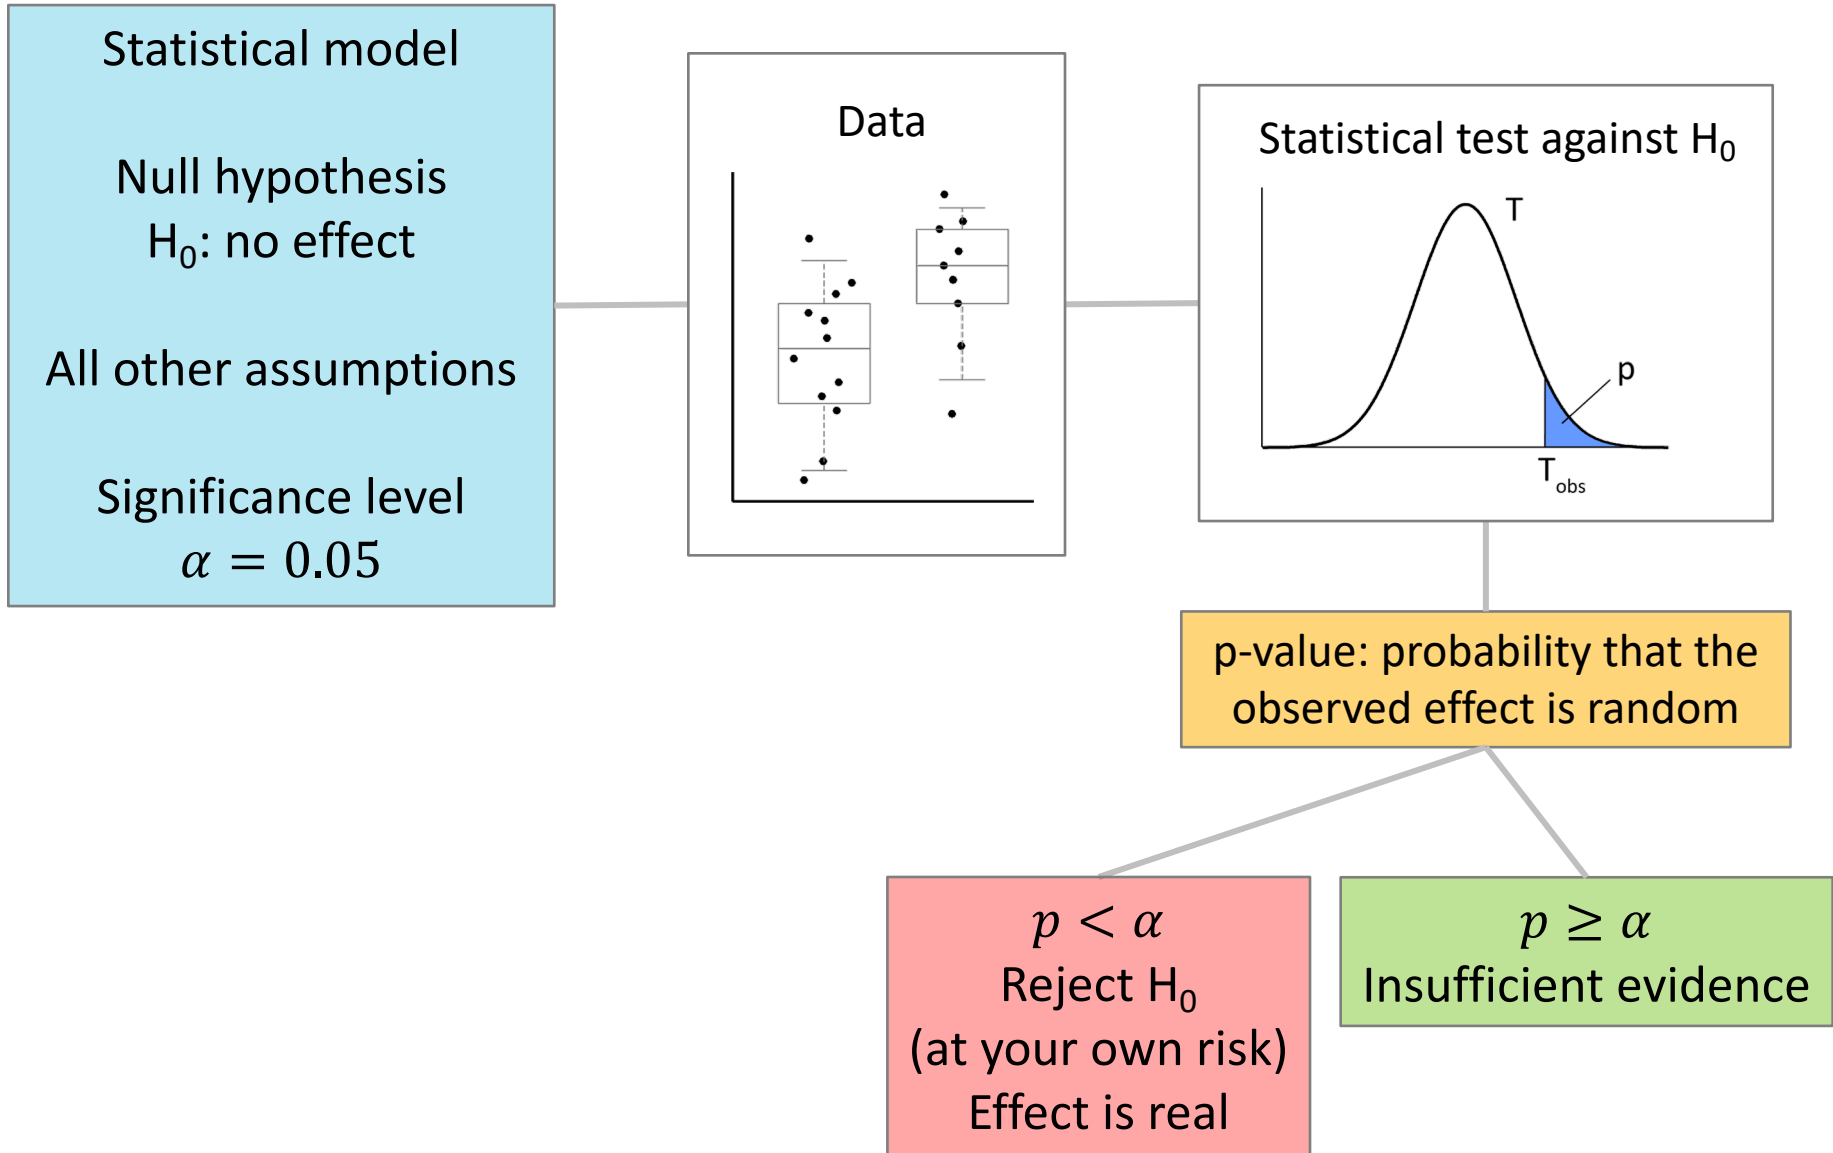 Statistical model
Null hypothesis
H₀: no effect
All other assumptions
Significance level
α = 0.05
Data
Statistical test against H₀
T
p
T_obs
p-value: probability that the
observed effect is random
p < α
Reject H₀
(at your own risk)
Effect is real
p ≥ α
Insufficient evidence